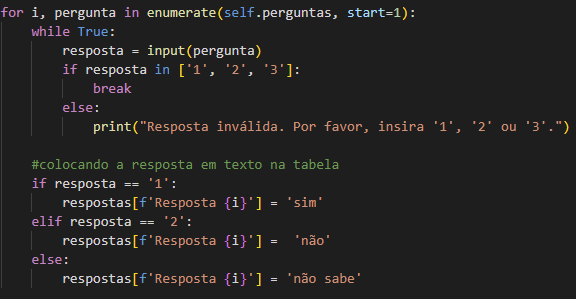 for i, pergunta in enumerate(self.perguntas, start=1):
    while True:
        resposta = input(pergunta)
        if resposta in ['1', '2', '3']:
            break
        else:
            print("Resposta inválida. Por favor, insira '1', '2' ou '3'.")

    #colocando a resposta em texto na tabela
    if resposta == '1':
        respostas[f'Resposta {i}'] = 'sim'
    elif resposta == '2':
        respostas[f'Resposta {i}'] =  'não'
    else:
        respostas[f'Resposta {i}'] = 'não sabe'